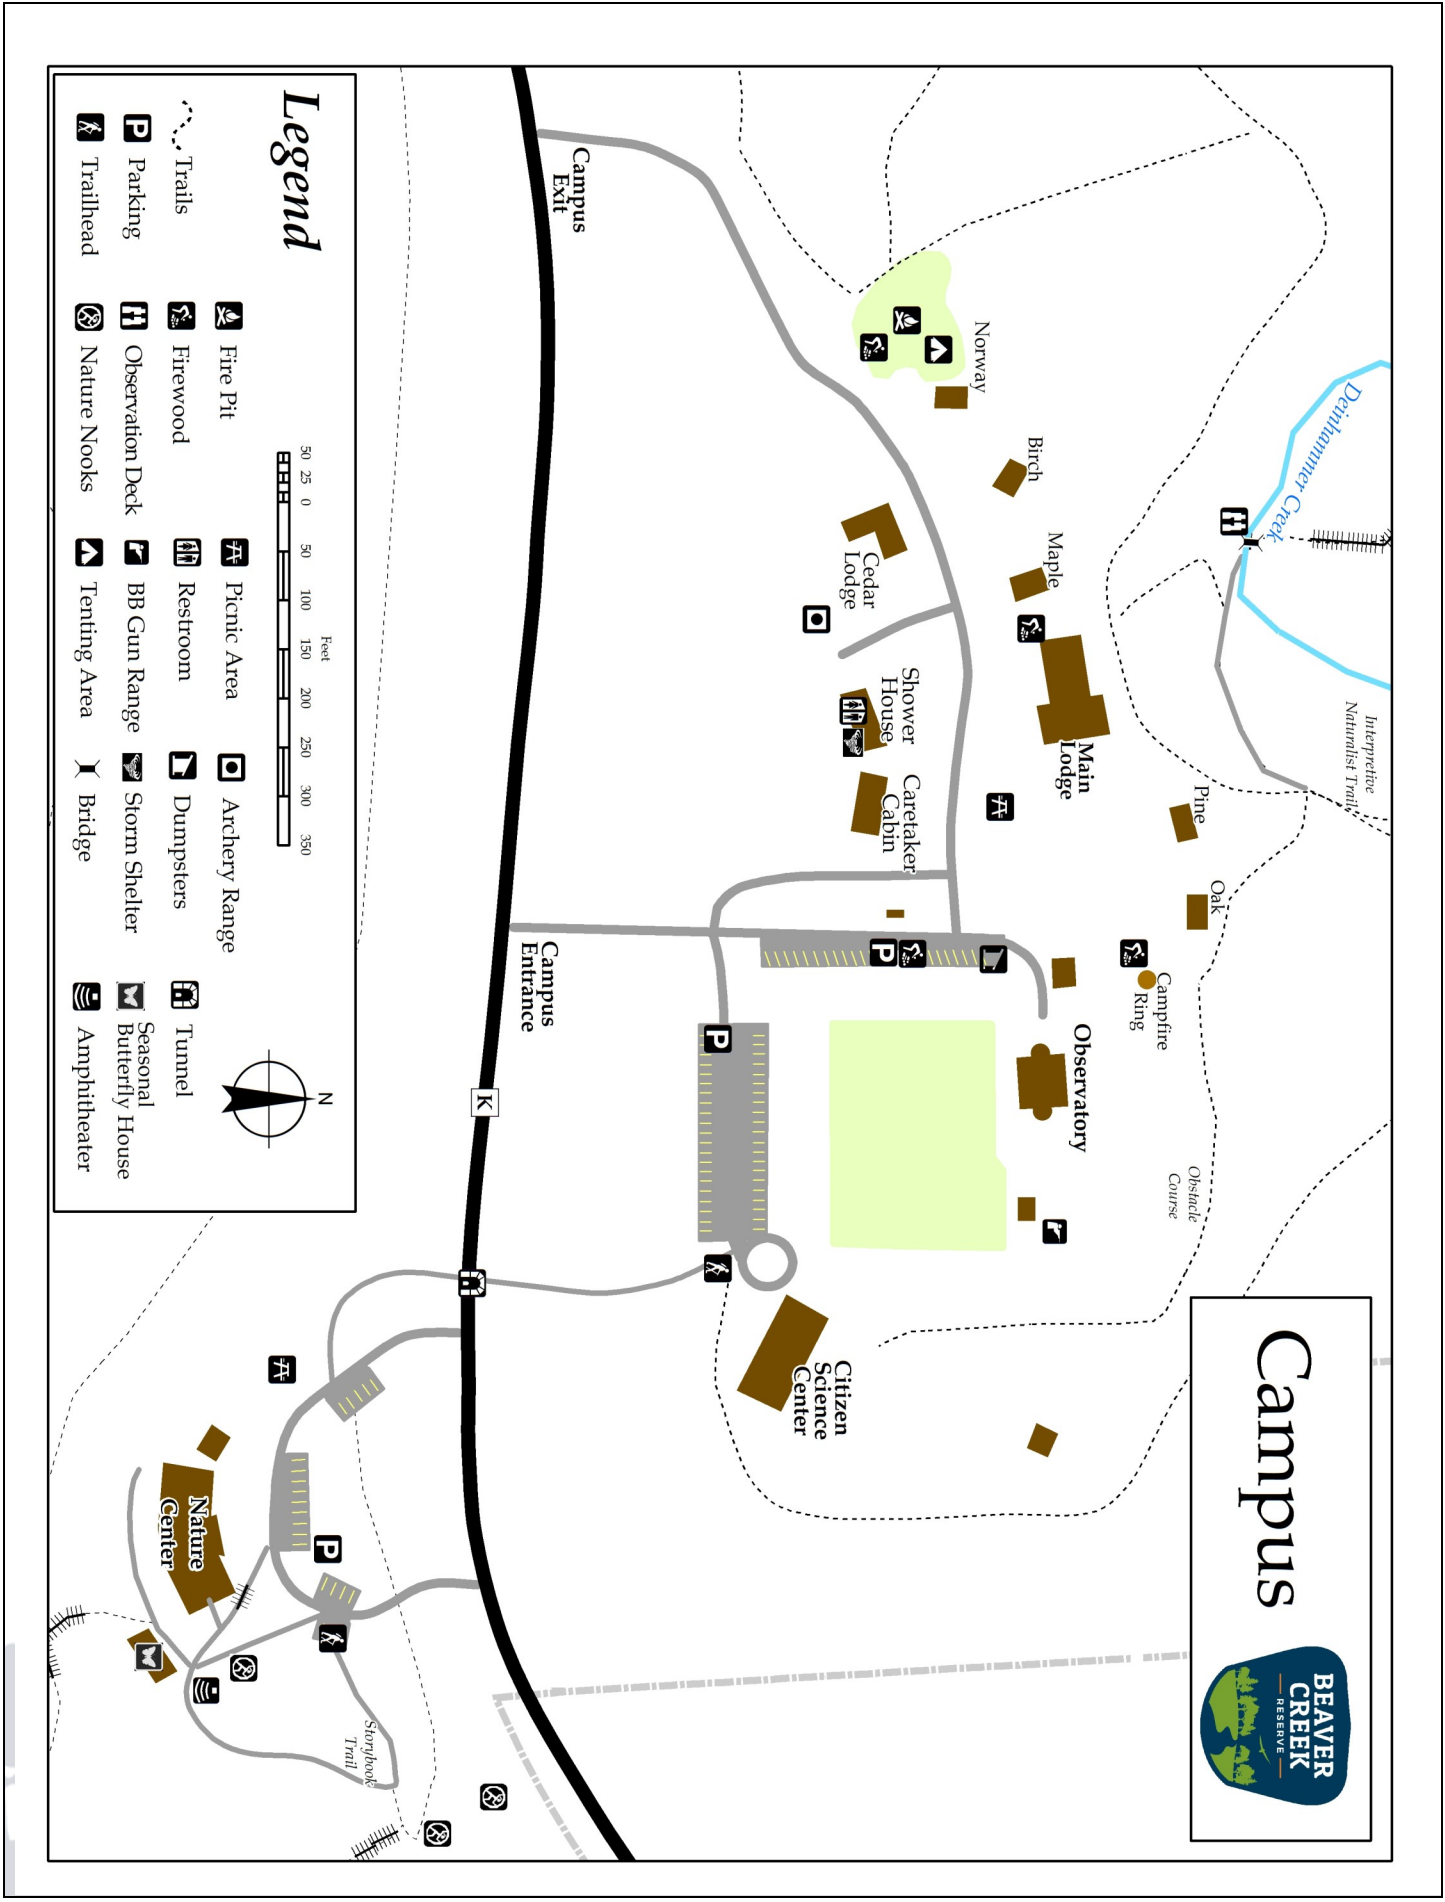 Campus
BEAVER
CREEK
RESERVE
Deinhammer Creek
Interpretive
Naturalist Trail
Norway
Birch
Maple
Main
Lodge
Pine
Oak
Campfire
Ring
Observatory
Obstacle
Course
Cedar
Lodge
Shower
House
Caretaker
Cabin
P
P
Citizen
Science
Center
Campus
Exit
Campus
Entrance
K
P
Nature
Center
Storybook
Trail
Legend
Trails
P Parking
Trailhead
Fire Pit
Firewood
Observation Deck
Nature Nooks
50 25 0 50 100 150 200 250 300 350
Feet
Picnic Area
Restroom
BB Gun Range
Tenting Area
Archery Range
Dumpsters
Storm Shelter
Bridge
Tunnel
Seasonal
Butterfly House
Amphitheater
N